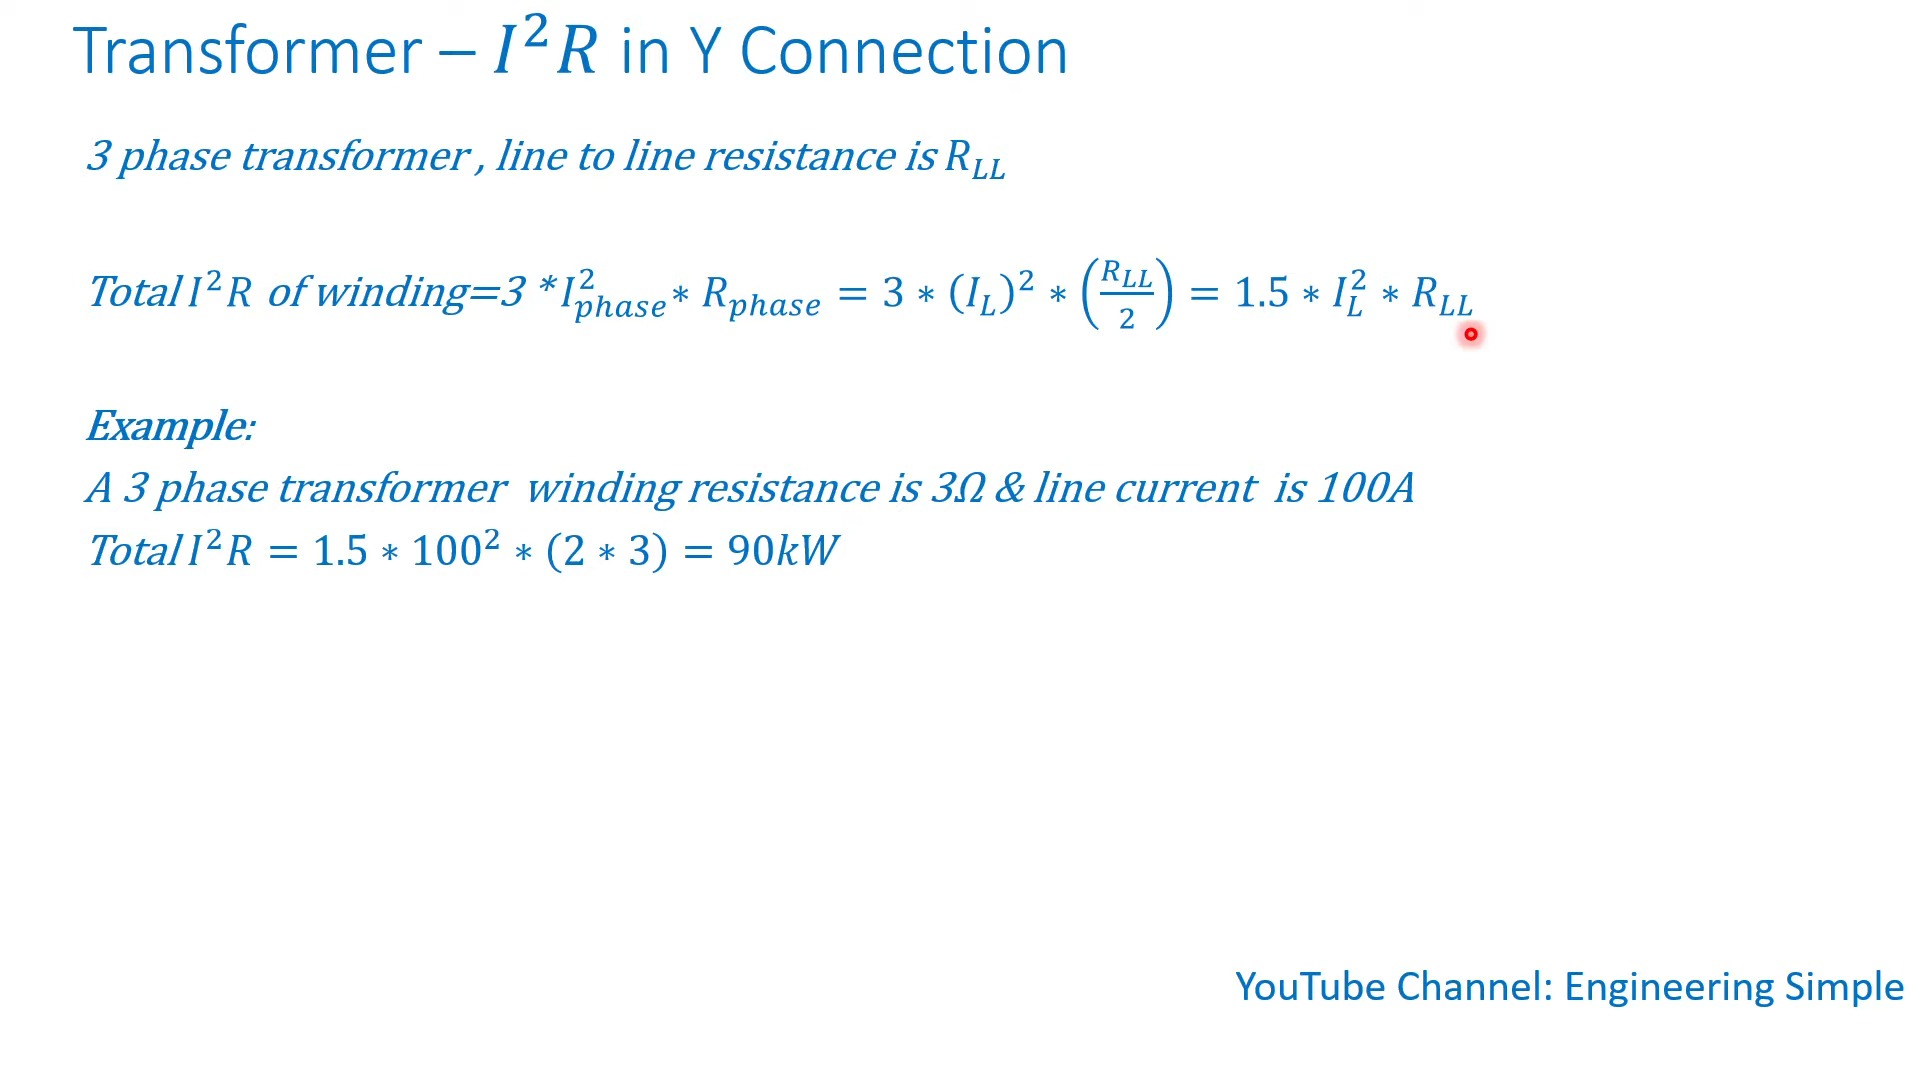 Transformer – I²R in Y Connection
3 phase transformer , line to line resistance is R_LL
Total I²R of winding=3 * I²_phase * R_phase = 3 * (I_L)² * (R_LL/2) = 1.5 * I²_L * R_LL
Example:
A 3 phase transformer winding resistance is 3Ω & line current is 100A
Total I²R = 1.5 * 100² * (2 * 3) = 90kW
YouTube Channel: Engineering Simple